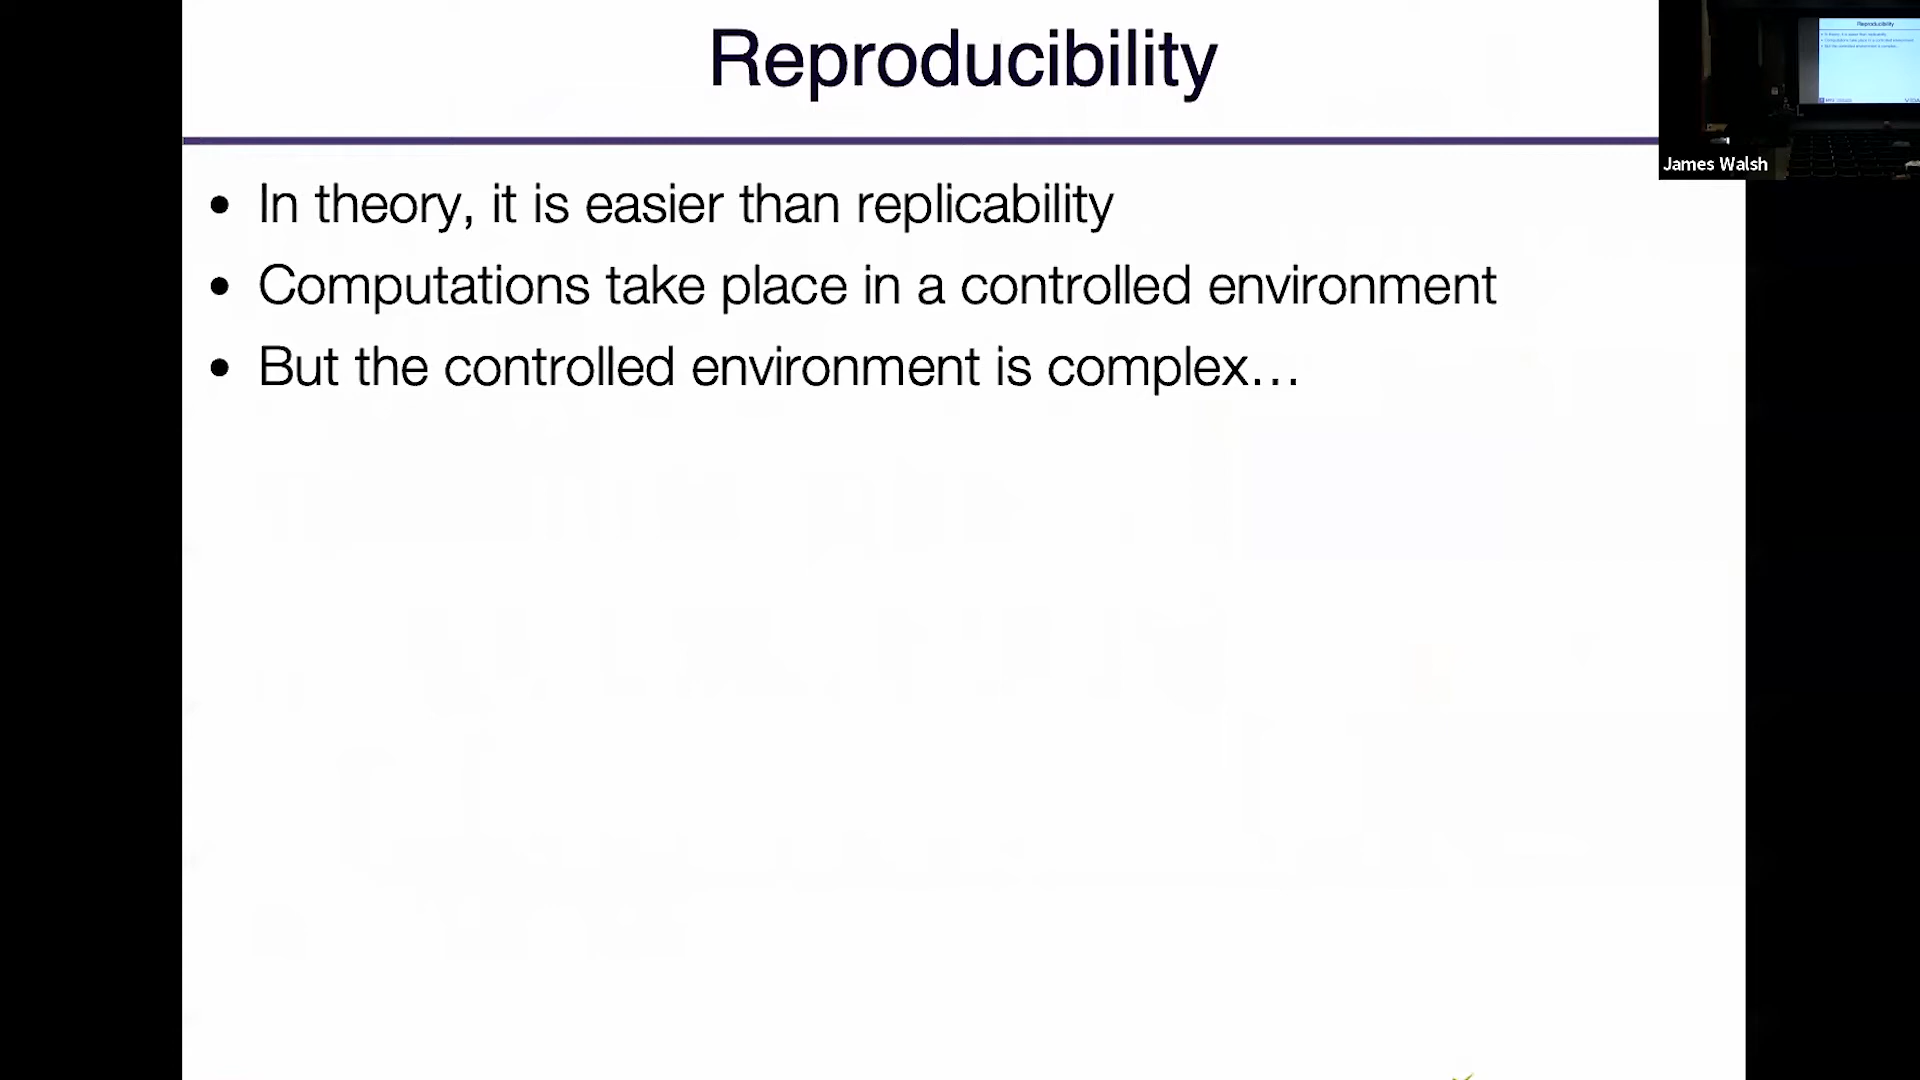 Reproducibility
• In theory, it is easier than replicability
• Computations take place in a controlled environment
• But the controlled environment is complex…
James Walsh
Reproducibility